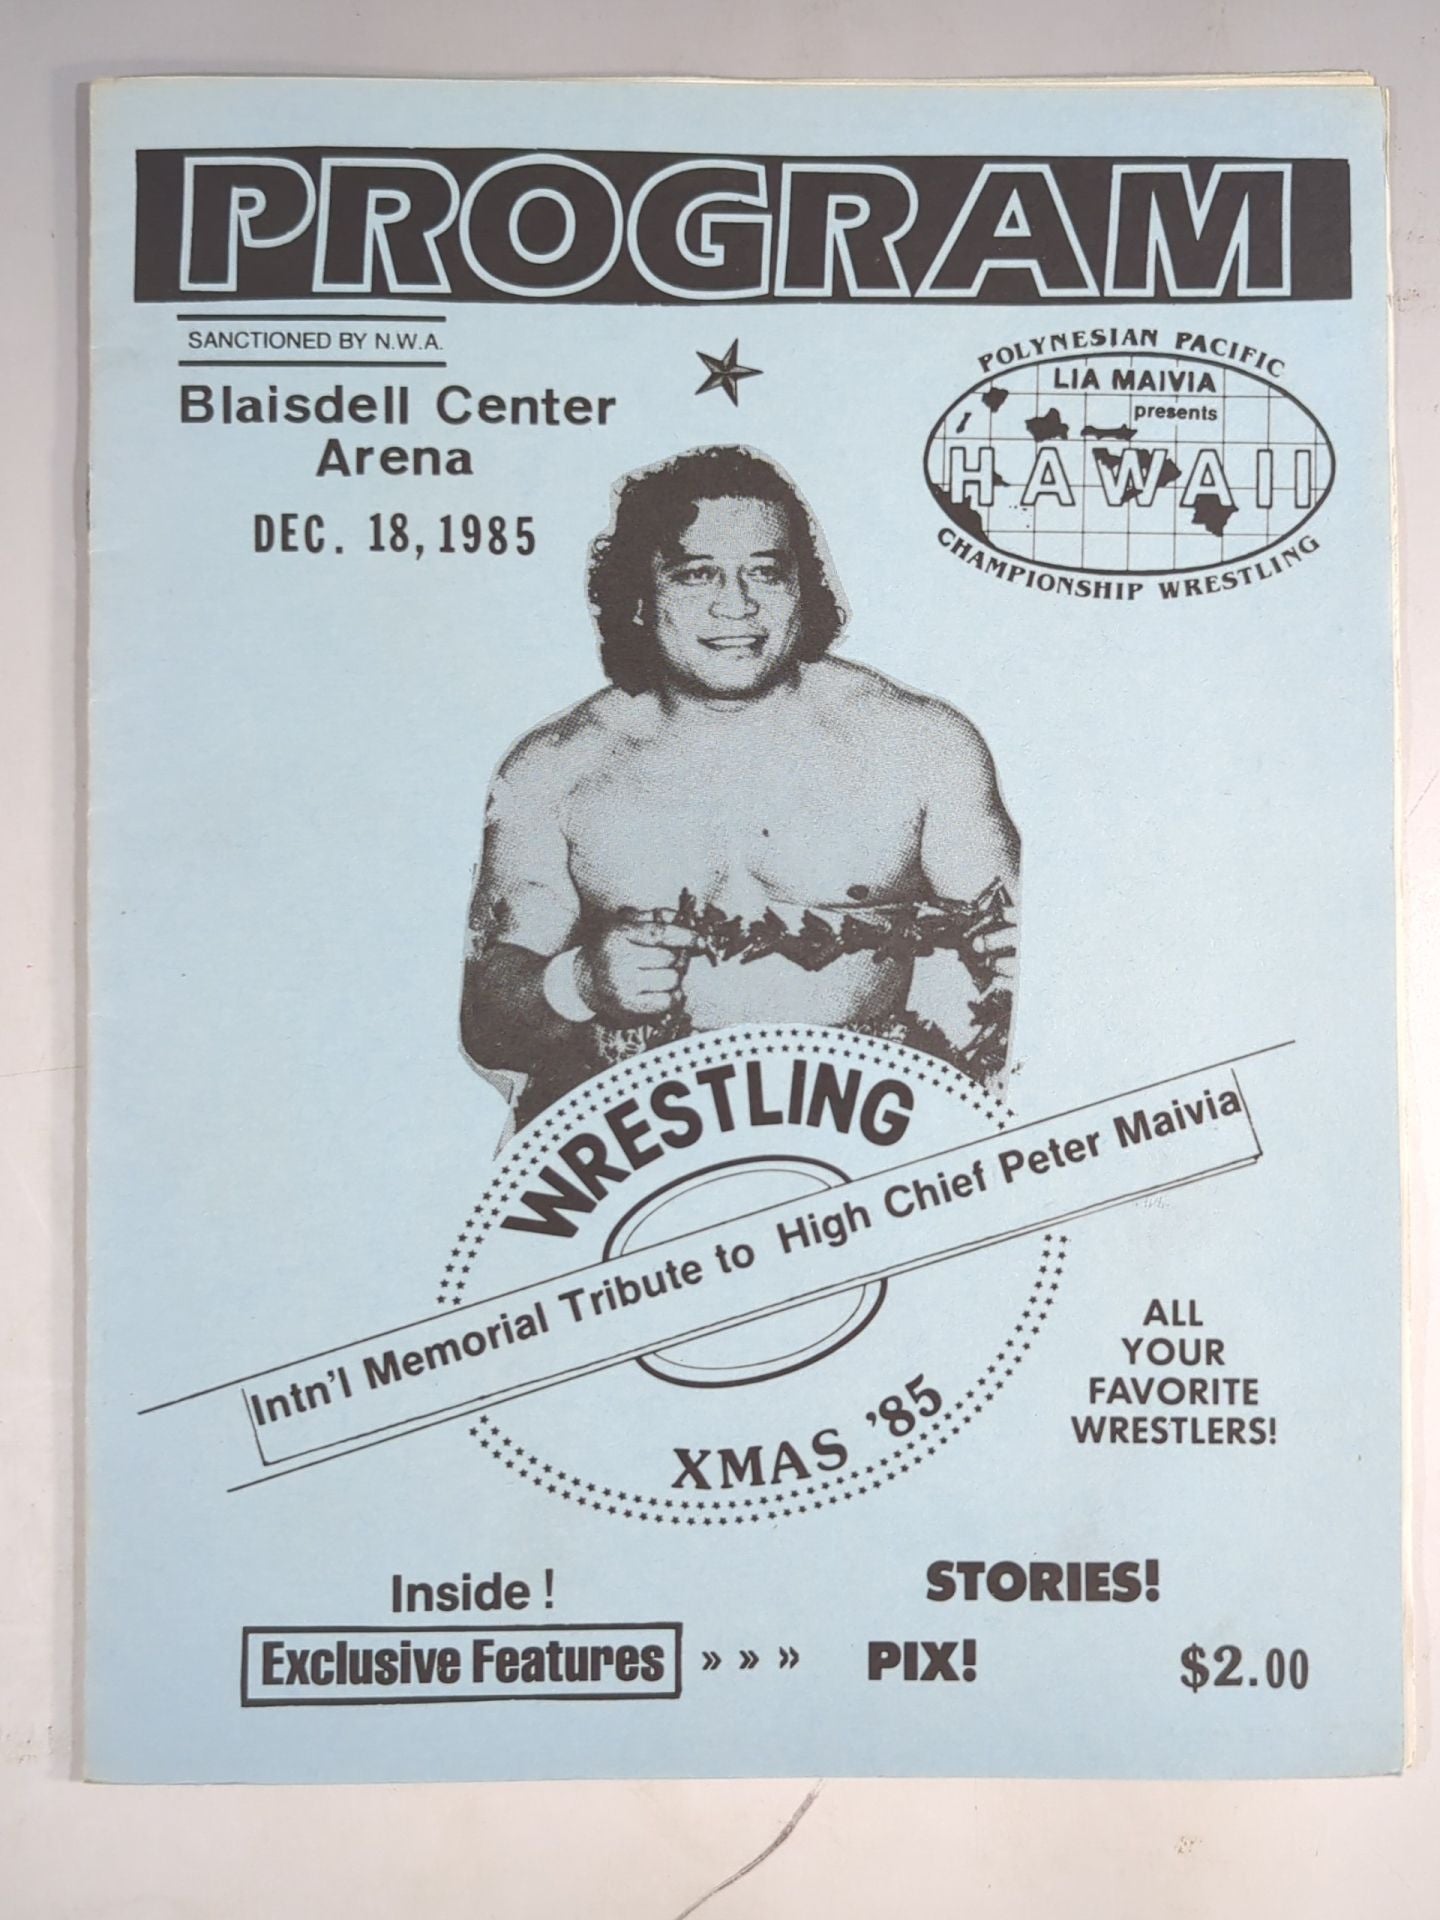 PROGRAM
SANCTIONED BY N.W.A.
Blaisdell Center
Arena
DEC. 18, 1985
POLYNESIAN PACIFIC
LIA MAIVIA
presents
HAWAII
CHAMPIONSHIP WRESTLING
WRESTLING
Intn'l Memorial Tribute to High Chief Peter Maivia
XMAS '85
ALL
YOUR
FAVORITE
WRESTLERS!
Inside !
Exclusive Features » » »
STORIES!
PIX!
$2.00